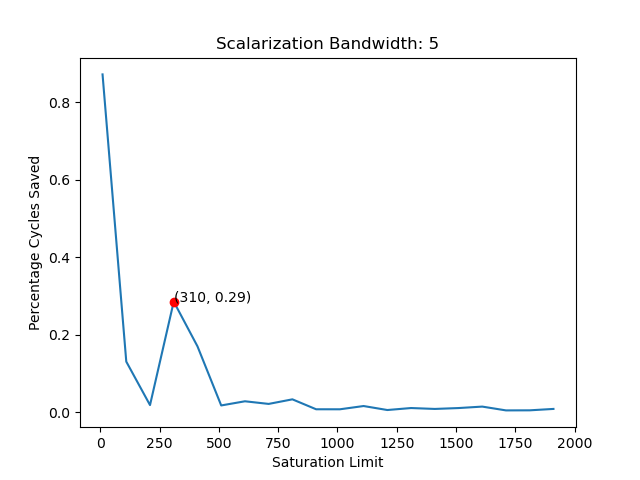 Scalarization Bandwidth: 5
Percentage Cycles Saved
0.8
0.6
0.4
0.2
0.0
(310, 0.29)
0 250 500 750 1000 1250 1500 1750 2000
Saturation Limit